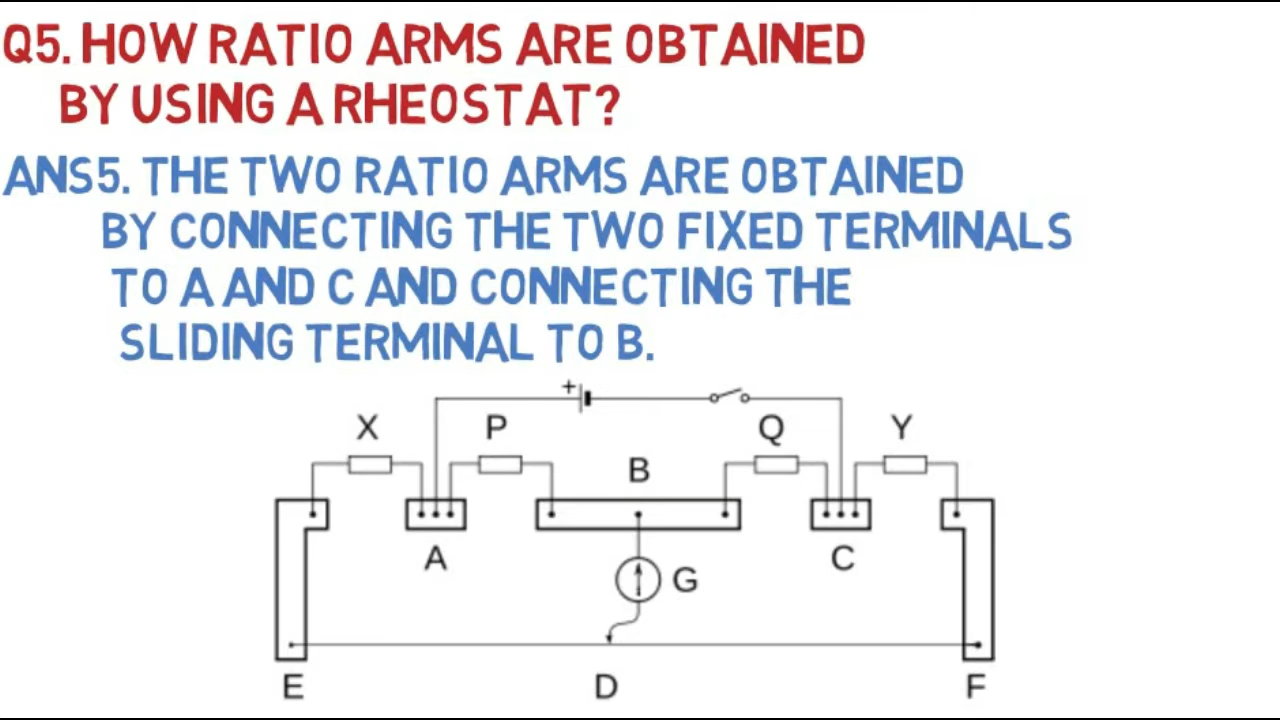 Q5. HOW RATIO ARMS ARE OBTAINED
BY USING A RHEOSTAT?
ANS5. THE TWO RATIO ARMS ARE OBTAINED
BY CONNECTING THE TWO FIXED TERMINALS
TO A AND C AND CONNECTING THE
SLIDING TERMINAL TO B.
+
X P Q Y
B
A C
G
E D F